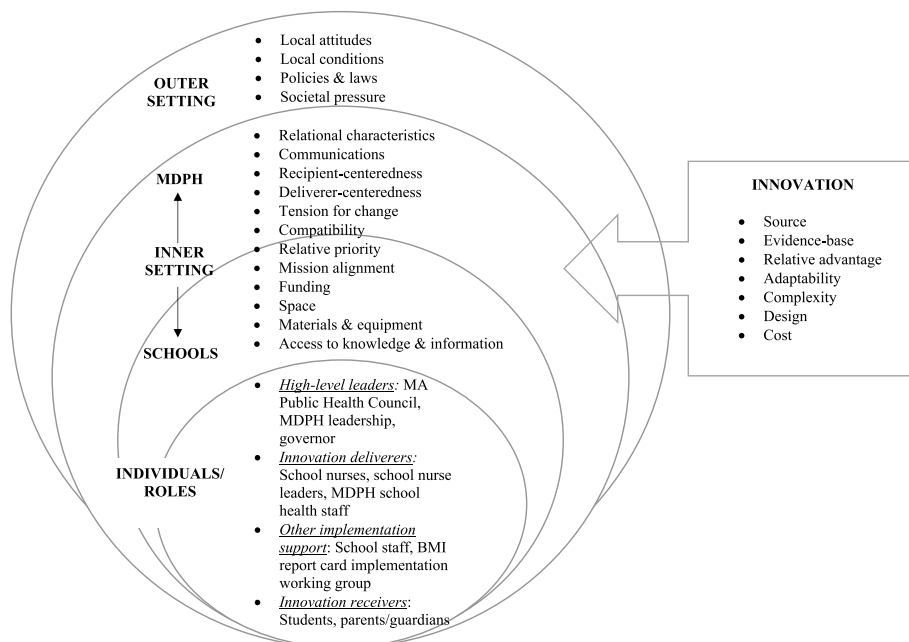 OUTER
SETTING
• Local attitudes
• Local conditions
• Policies & laws
• Societal pressure
MDPH
INNER
SETTING
SCHOOLS
• Relational characteristics
• Communications
• Recipient-centeredness
• Deliverer-centeredness
• Tension for change
• Compatibility
• Relative priority
• Mission alignment
• Funding
• Space
• Materials & equipment
• Access to knowledge & information
INDIVIDUALS/
ROLES
• High-level leaders: MA
Public Health Council,
MDPH leadership,
governor
• Innovation deliverers:
School nurses, school nurse
leaders, MDPH school
health staff
• Other implementation
support: School staff, BMI
report card implementation
working group
• Innovation receivers:
Students, parents/guardians
INNOVATION
• Source
• Evidence-base
• Relative advantage
• Adaptability
• Complexity
• Design
• Cost